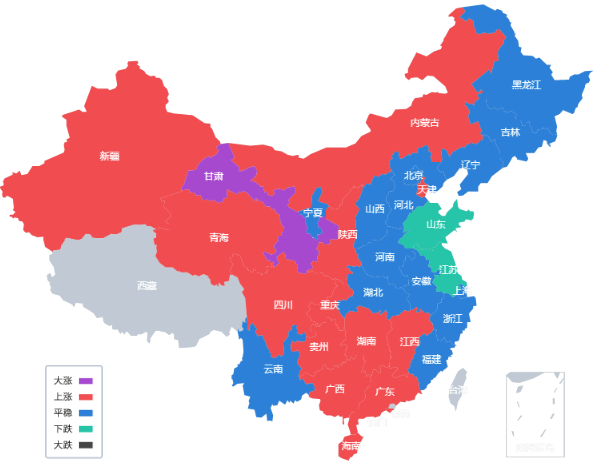 黑龙江
内蒙古
吉林
新疆
辽宁
北京
甘肃
天津
河北
山西
宁夏
山东
陕西
青海
河南
江苏
安徽
西藏
上海
湖北
四川
重庆
浙江
湖南
江西
贵州
福建
云南
广西
广东
台湾
海南
大涨
上涨
平稳
下跌
大跌